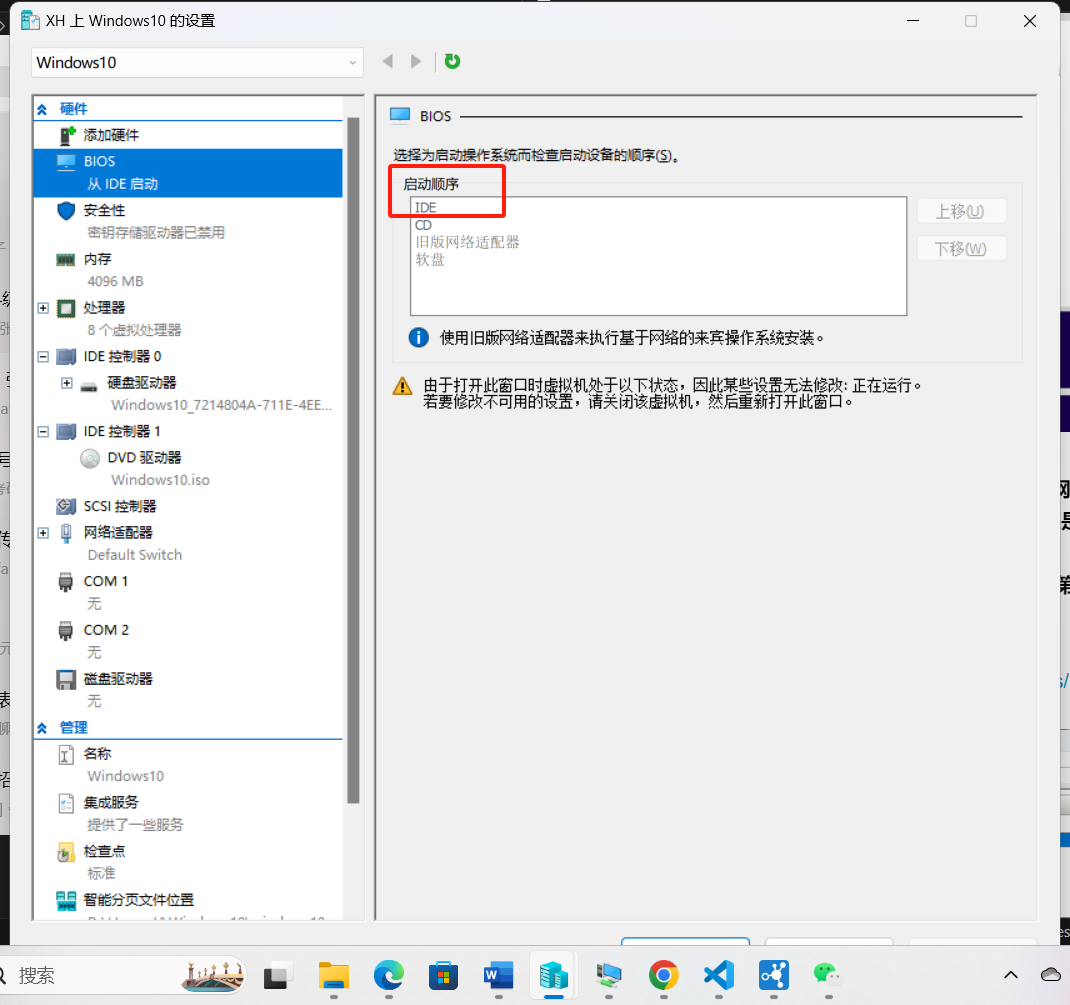 XH 上 Windows10 的设置
Windows10
硬件
添加硬件
BIOS
从 IDE 启动
安全性
密钥存储驱动器已禁用
内存
4096 MB
处理器
8 个虚拟处理器
IDE 控制器 0
硬盘驱动器
Windows10_7214804A-711E-4EE...
IDE 控制器 1
DVD 驱动器
Windows10.iso
SCSI 控制器
网络适配器
Default Switch
COM 1
无
COM 2
无
磁盘驱动器
无
管理
名称
Windows10
集成服务
提供了一些服务
检查点
标准
智能分页文件位置
BIOS
选择为启动操作系统而检查启动设备的顺序(S)。
启动顺序
IDE
CD
旧版网络适配器
软盘
上移(U)
下移(W)
使用旧版网络适配器来执行基于网络的来宾操作系统安装。
由于打开此窗口时虚拟机处于以下状态，因此某些设置无法修改: 正在运行。
若要修改不可用的设置，请关闭该虚拟机，然后重新打开此窗口。
搜索